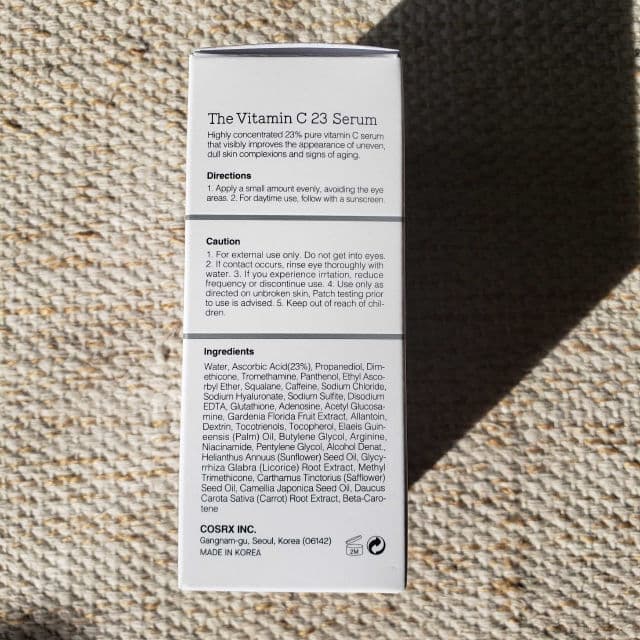 The Vitamin C 23 Serum
Highly concentrated 23% pure vitamin C serum
that visibly improves the appearance of uneven,
dull skin complexions and signs of aging.
Directions
1. Apply a small amount evenly, avoiding the eye
areas. 2. For daytime use, follow with a sunscreen.
Caution
1. For external use only. Do not get into eyes.
2. If contact occurs, rinse eye thoroughly with
water. 3. If you experience irritation, reduce
frequency or discontinue use. 4. Use only as
directed on unbroken skin, Patch testing prior
to use is advised. 5. Keep out of reach of chil-
dren.
Ingredients
Water, Ascorbic Acid(23%), Propanediol, Dim-
ethicone, Tromethamine, Panthenol, Ethyl Asco-
rbyl Ether, Squalane, Caffeine, Sodium Chloride,
Sodium Hyaluronate, Sodium Sulfite, Disodium
EDTA, Glutathione, Adenosine, Acetyl Glucosa-
mine, Gardenia Florida Fruit Extract, Allantoin,
Dextrin, Tocotrienols, Tocopherol, Elaeis Guin-
eensis (Palm) Oil, Butylene Glycol, Arginine,
Niacinamide, Pentylene Glycol, Alcohol Denat.,
Helianthus Annuus (Sunflower) Seed Oil, Glycy-
rrhiza Glabra (Licorice) Root Extract, Methyl
Trimethicone, Carthamus Tinctorius (Safflower)
Seed Oil, Camellia Japonica Seed Oil, Daucus
Carota Sativa (Carrot) Root Extract, Beta-Caro-
tene
COSRX INC.
Gangnam-gu, Seoul, Korea (06142)
MADE IN KOREA
2M